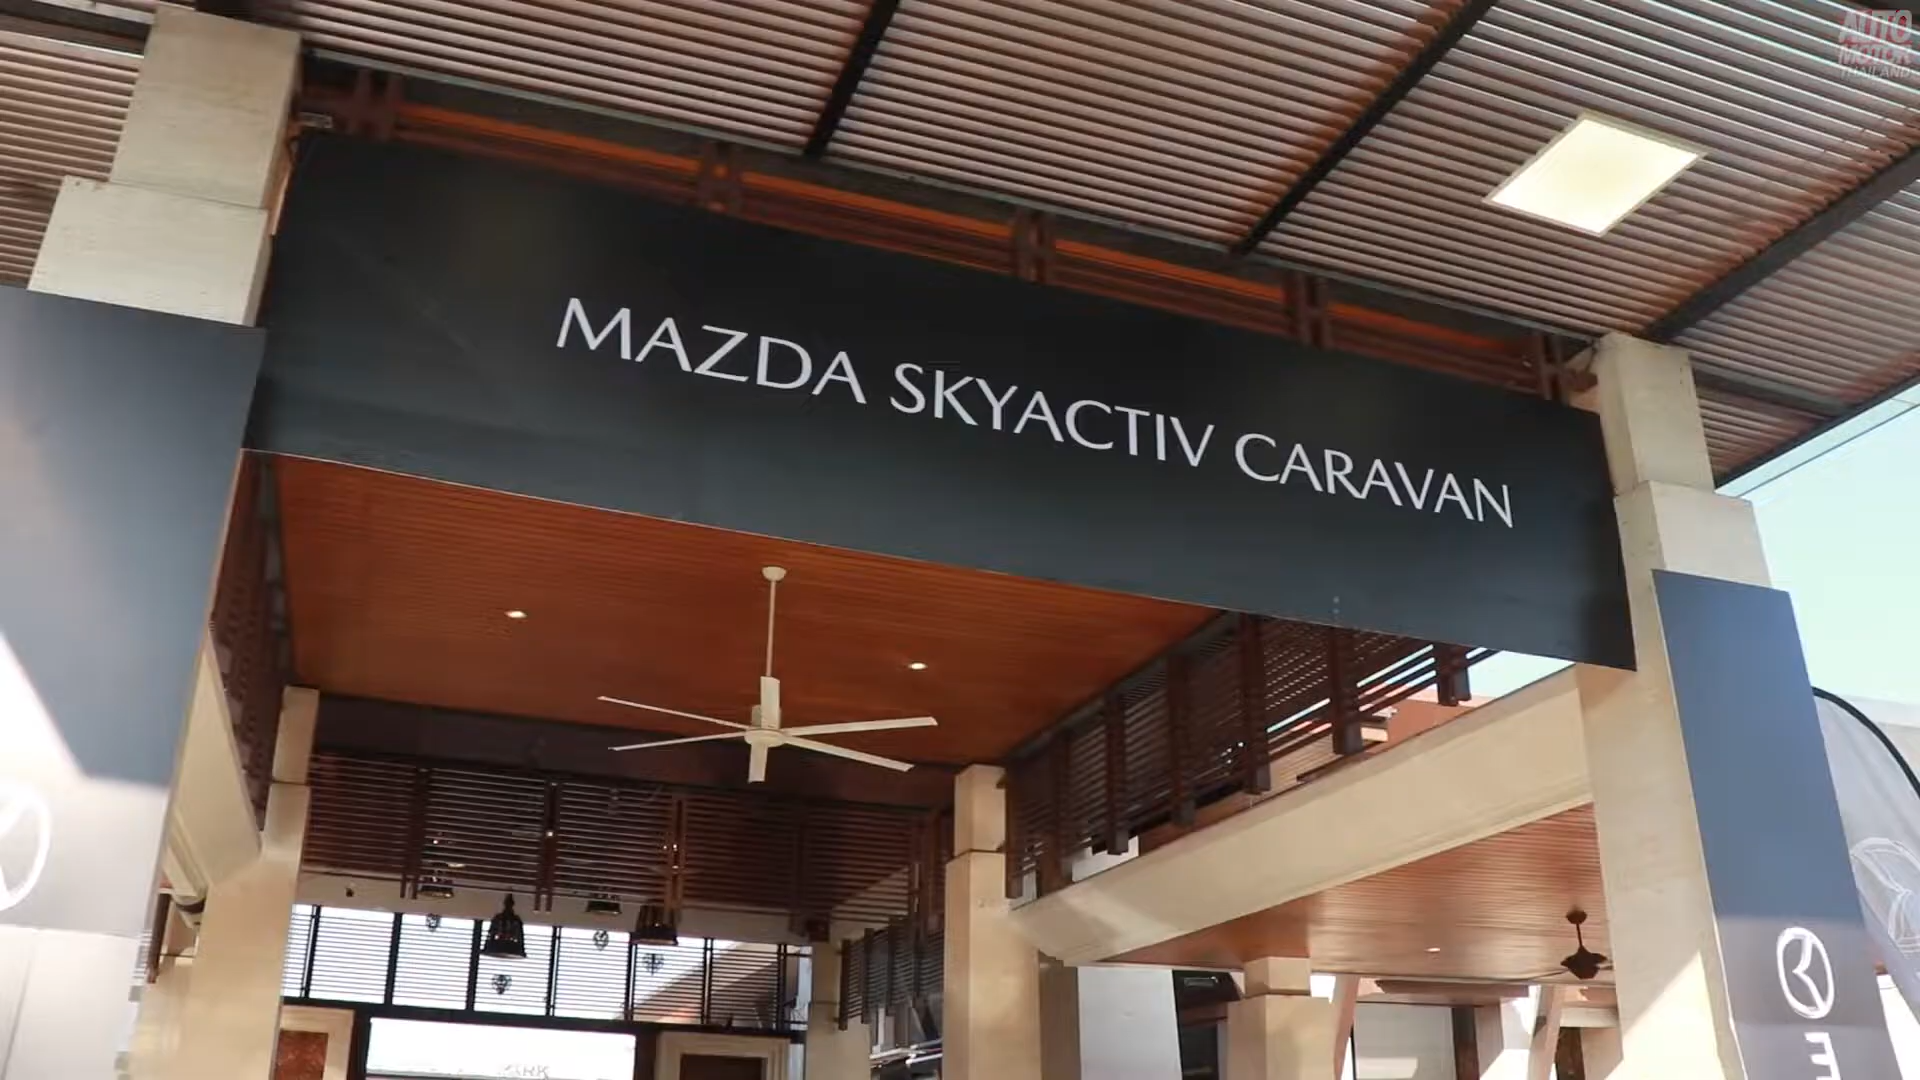 AUTO
MOTOR
THAILAND
MAZDA SKYACTIV CARAVAN